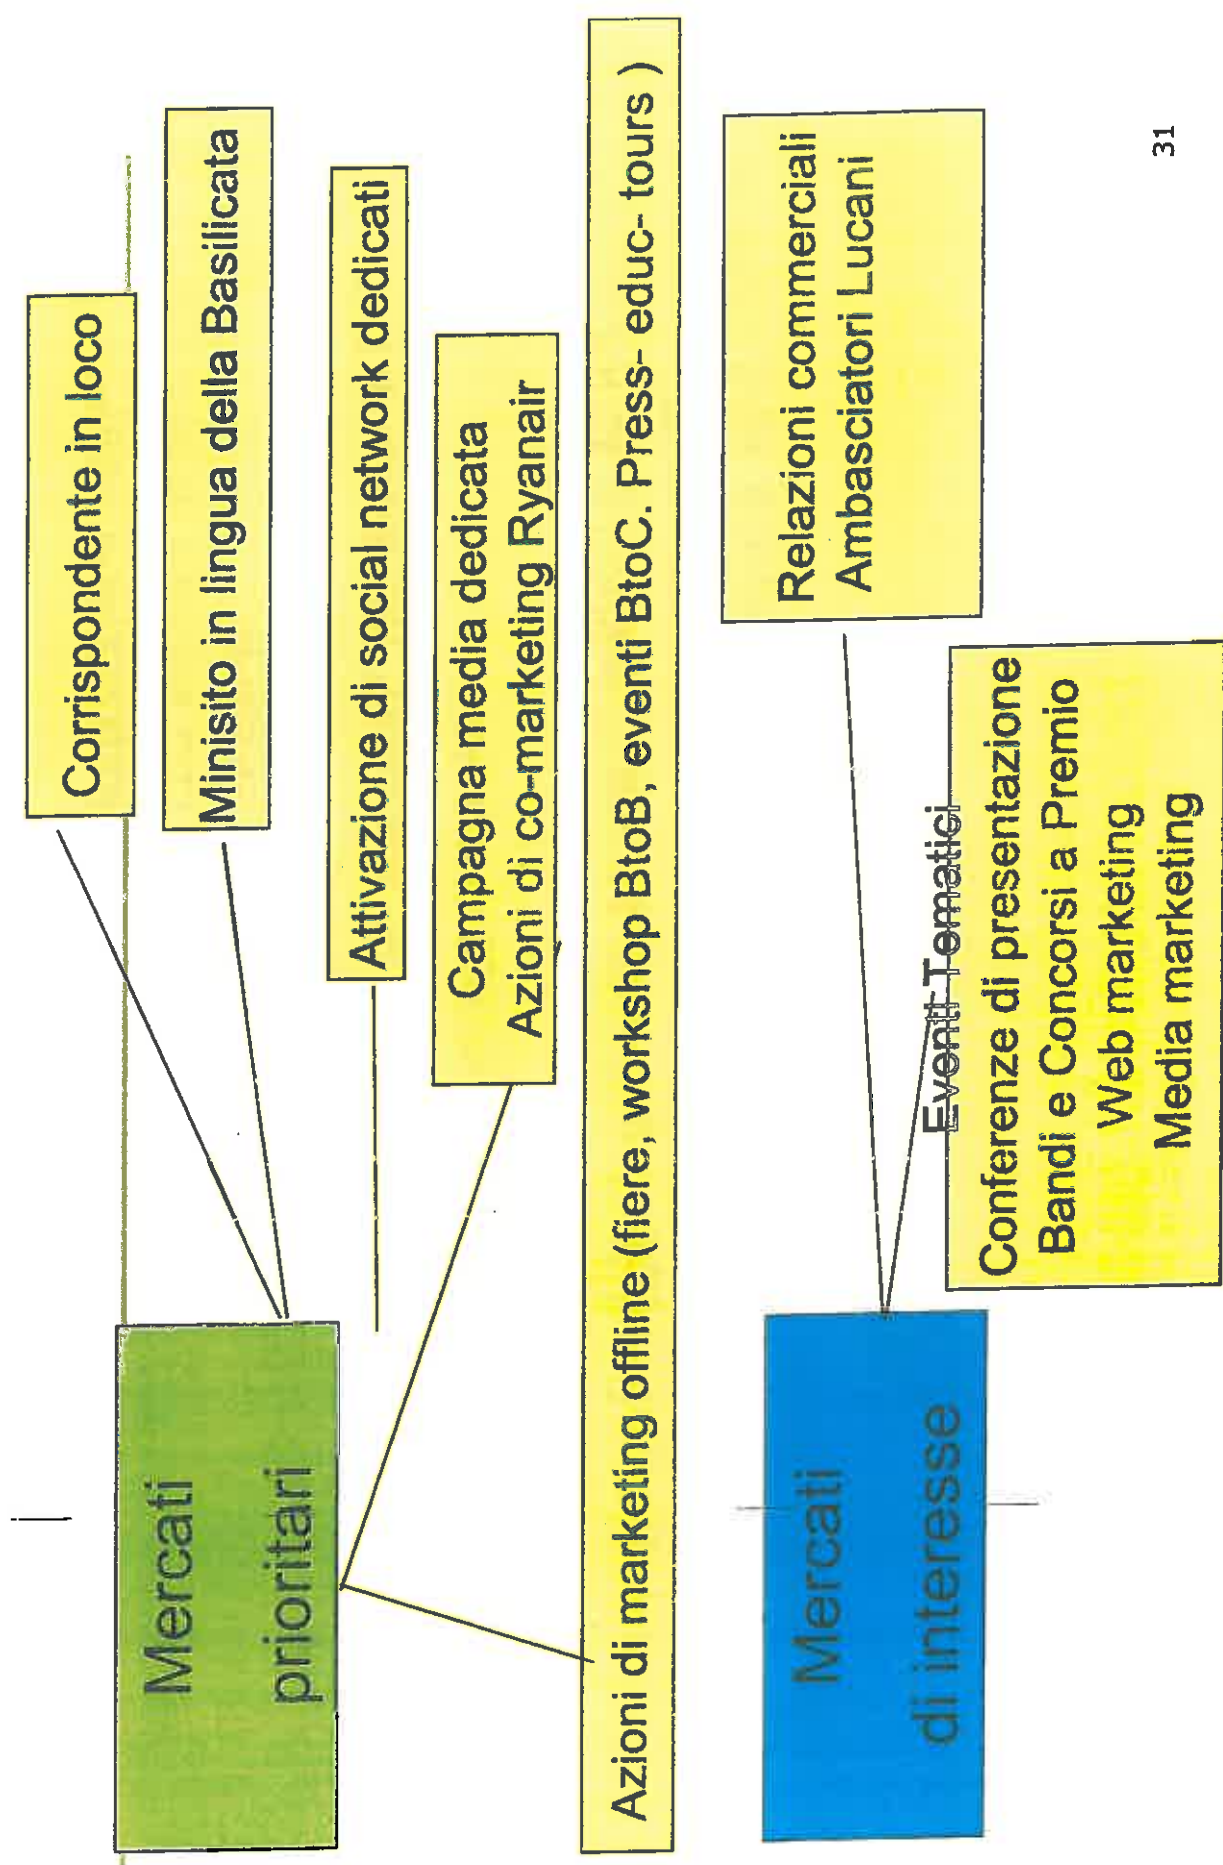 Corrispondente in loco
Mercati
prioritari
Minisito in lingua della Basilicata
Attivazione di social network dedicati
Campagna media dedicata
Azioni di co-marketing Ryanair
Azioni di marketing offline (fiere, workshop BtoB, eventi BtoC. Press- educ- tours )
Mercati
di interesse
Relazioni commerciali
Ambasciatori Lucani
Eventi Tematici
Conferenze di presentazione
Bandi e Concorsi a Premio
Web marketing
Media marketing
31